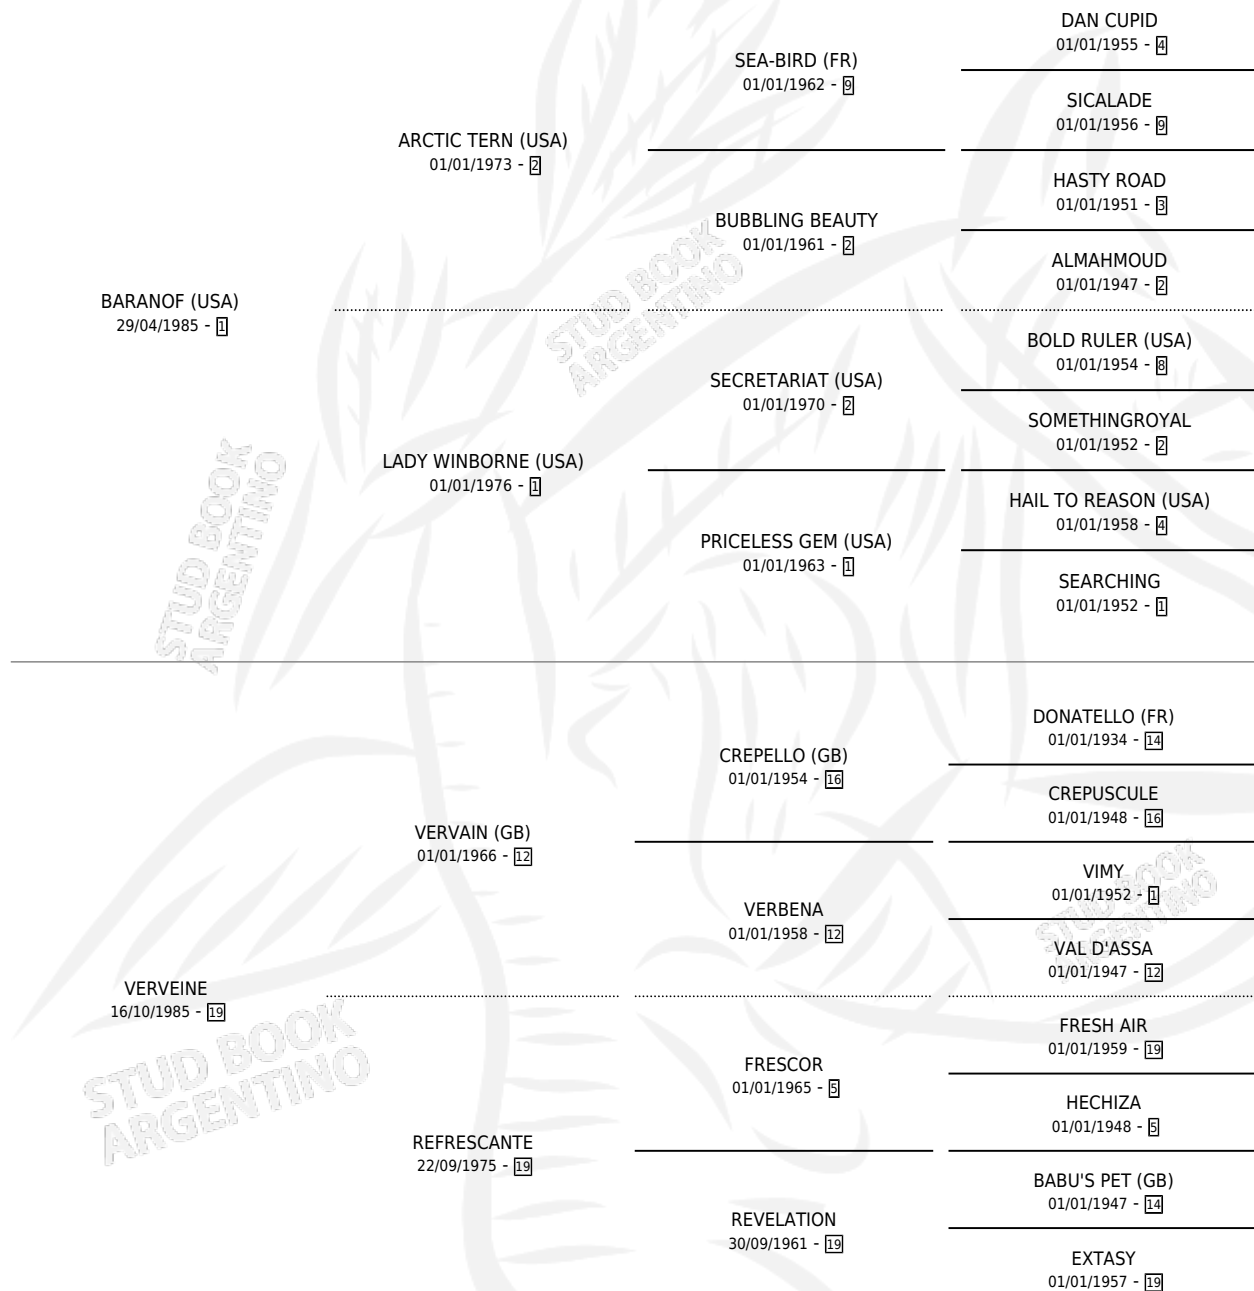 DAN CUPID
01/01/1955 - 4
SEA-BIRD (FR)
01/01/1962 - 9
SICALADE
01/01/1956 - 9
ARCTIC TERN (USA)
01/01/1973 - 2
HASTY ROAD
01/01/1951 - 3
BUBBLING BEAUTY
01/01/1961 - 2
ALMAHMOUD
01/01/1947 - 2
BARANOF (USA)
29/04/1985 - 1
STUD BOOK
ARGENTINO
BOLD RULER (USA)
01/01/1954 - 8
SECRETARIAT (USA)
01/01/1970 - 2
SOMETHINGROYAL
01/01/1952 - 2
LADY WINBORNE (USA)
01/01/1976 - 1
HAIL TO REASON (USA)
01/01/1958 - 4
PRICELESS GEM (USA)
01/01/1963 - 1
SEARCHING
01/01/1952 - 1
STUD BOOK
ARGENTINO
DONATELLO (FR)
01/01/1934 - 14
CREPELLO (GB)
01/01/1954 - 16
CREPUSCULE
01/01/1948 - 16
VERVAIN (GB)
01/01/1966 - 12
VIMY
01/01/1952 - 1
VERBENA
01/01/1958 - 12
STUD BOOK
ARGENTINO
VAL D'ASSA
01/01/1947 - 12
VERVEINE
16/10/1985 - 19
STUD BOOK
ARGENTINO
FRESH AIR
01/01/1959 - 19
FRESCOR
01/01/1965 - 5
HECHIZA
01/01/1948 - 5
REFRESCANTE
22/09/1975 - 19
BABU'S PET (GB)
01/01/1947 - 14
REVELATION
30/09/1961 - 19
EXTASY
01/01/1957 - 19